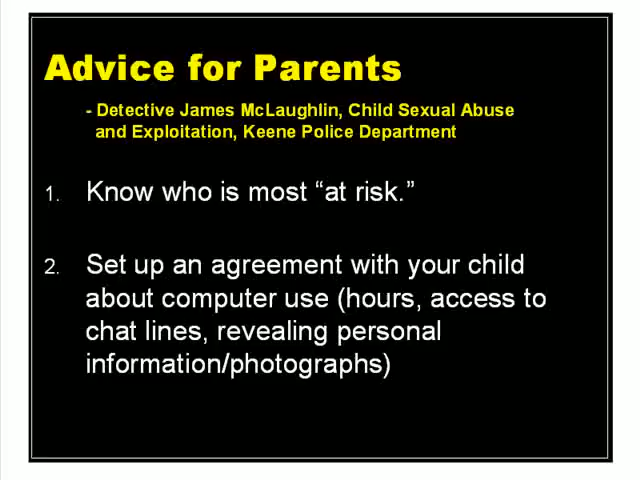 Advice for Parents
- Detective James McLaughlin, Child Sexual Abuse
and Exploitation, Keene Police Department
1. Know who is most “at risk.”
2. Set up an agreement with your child
about computer use (hours, access to
chat lines, revealing personal
information/photographs)